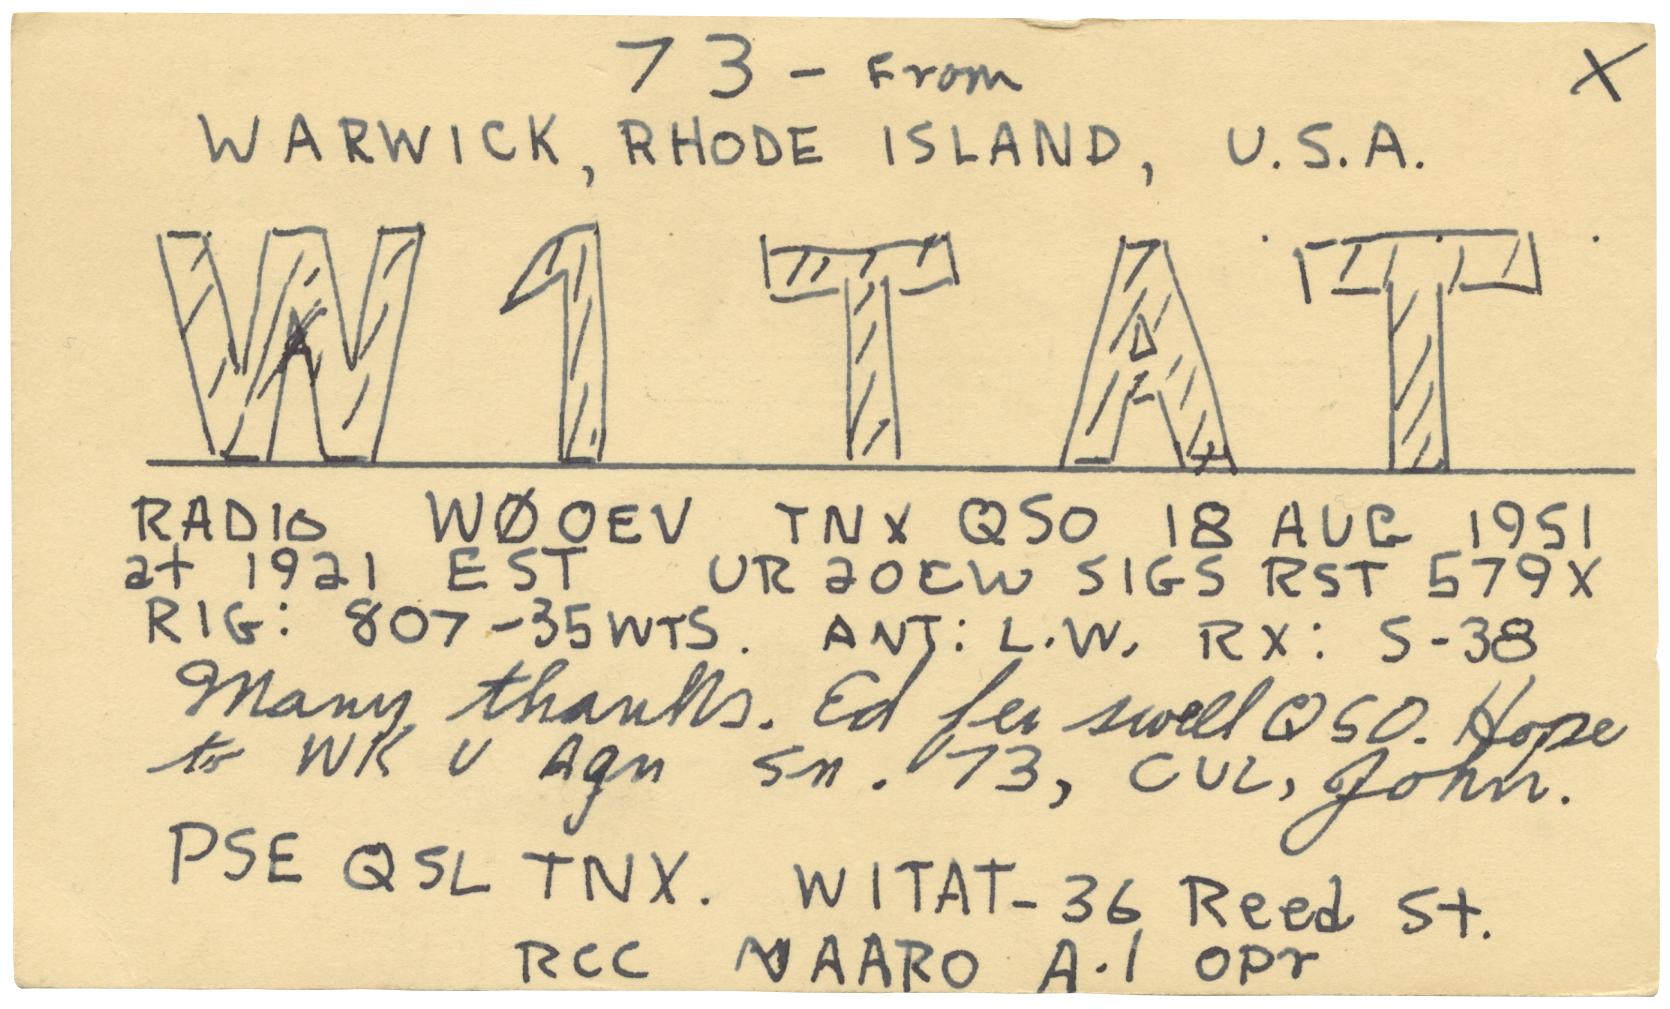 73 - From
X
WARWICK, RHODE ISLAND, U.S.A.
W1TAT
RADIO WØOEV TNX QSO 18 AUG 1951
at 1921 EST UR 20CW SIGS RST 579X
RIG: 807-35WTS. ANT: L.W. RX: S-38
Many thanks. Ed fer swell QSO. Hope
to WK U Agn Sn. 73, CUL, John.
PSE QSL TNX. W1TAT-36 Reed St.
RCC NAARO A-1 opr